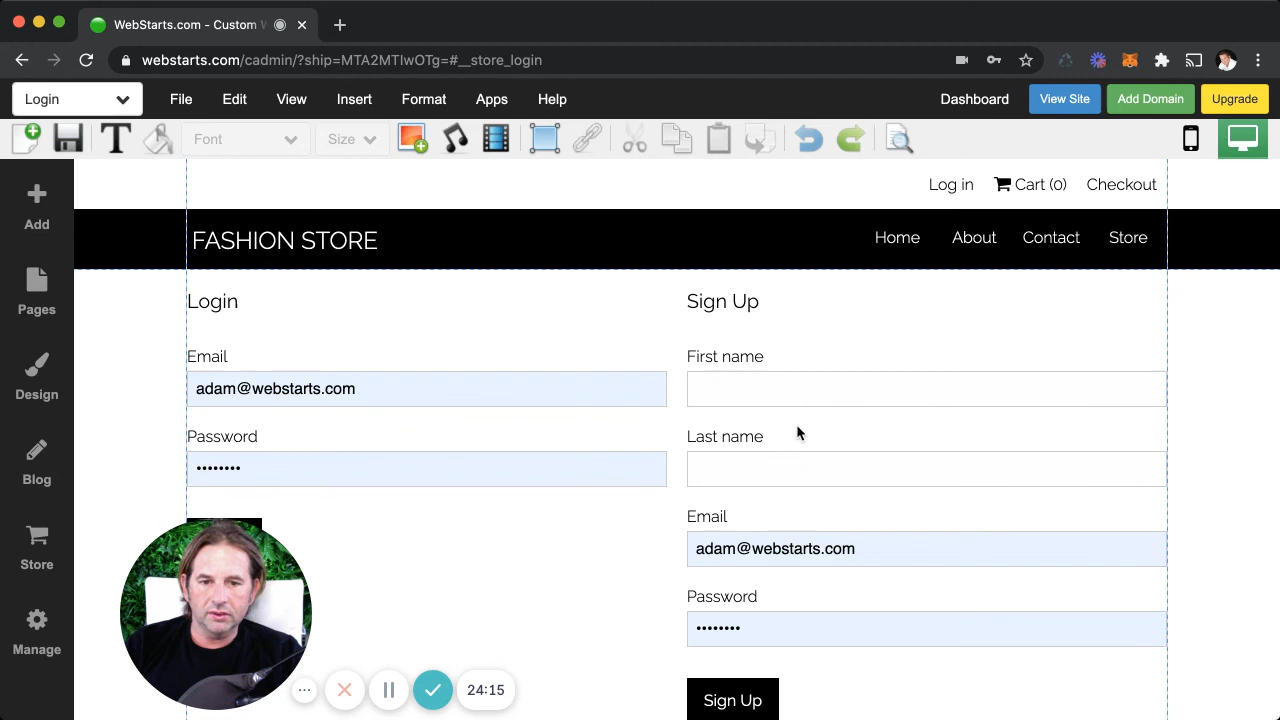 WebStarts.com - Custom W
webstarts.com/cadmin/?ship=MTA2MTIwOTg=#__store_login
Login File Edit View Insert Format Apps Help Dashboard View Site Add Domain Upgrade
T Font Size
Add
Pages
Design
Blog
Store
Manage
Log in Cart (0) Checkout
FASHION STORE Home About Contact Store
Login
Email
adam@webstarts.com
Password
••••••••
Sign Up
First name
Last name
Email
adam@webstarts.com
Password
••••••••
Sign Up
24:15